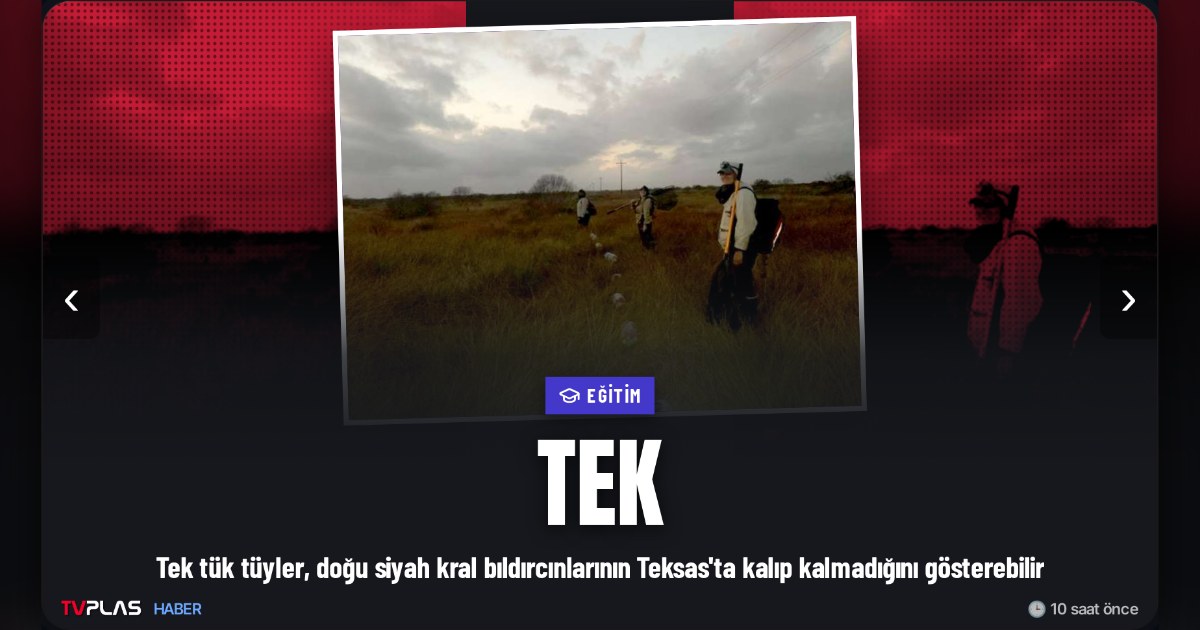 EĞİTİM
TEK
Tek tük tüyler, doğu siyah kral bıldırcınlarının Teksas'ta kalıp kalmadığını gösterebilir
TVPLAS HABER
10 saat önce